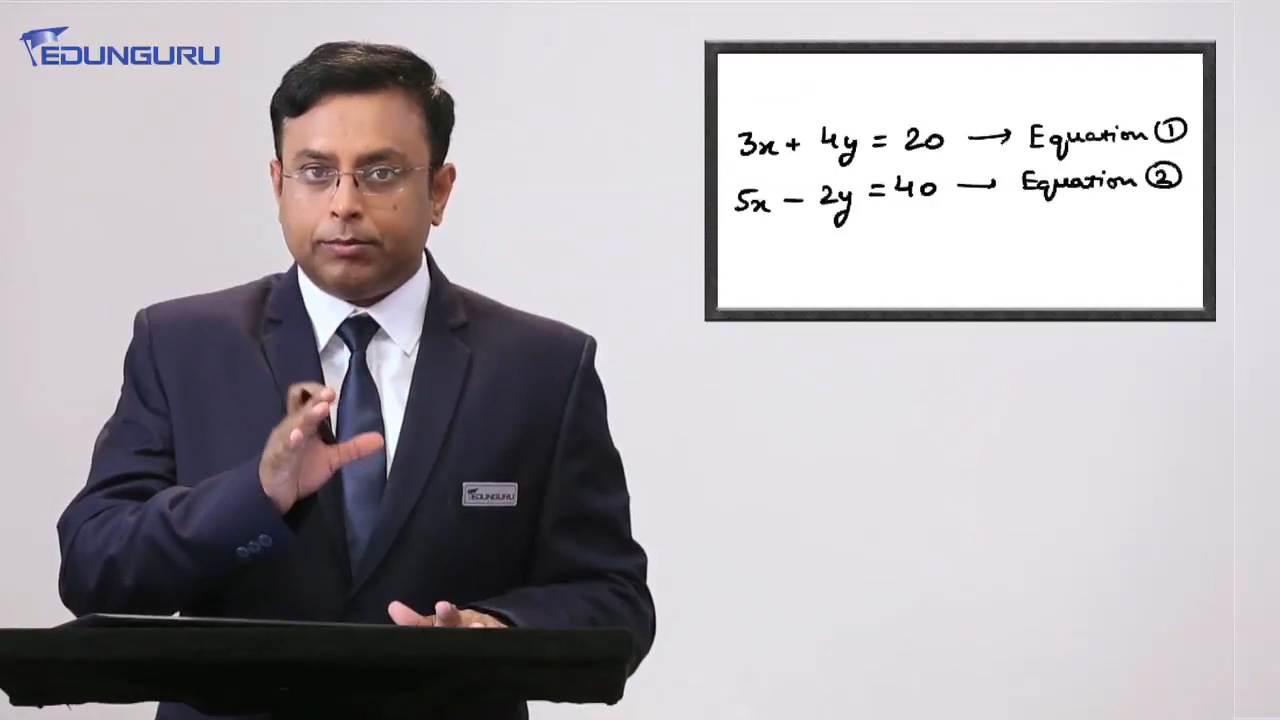 EDUNGURU
3x + 4y = 20 → Equation ①
5x - 2y = 40 → Equation ②
EDUNGURU